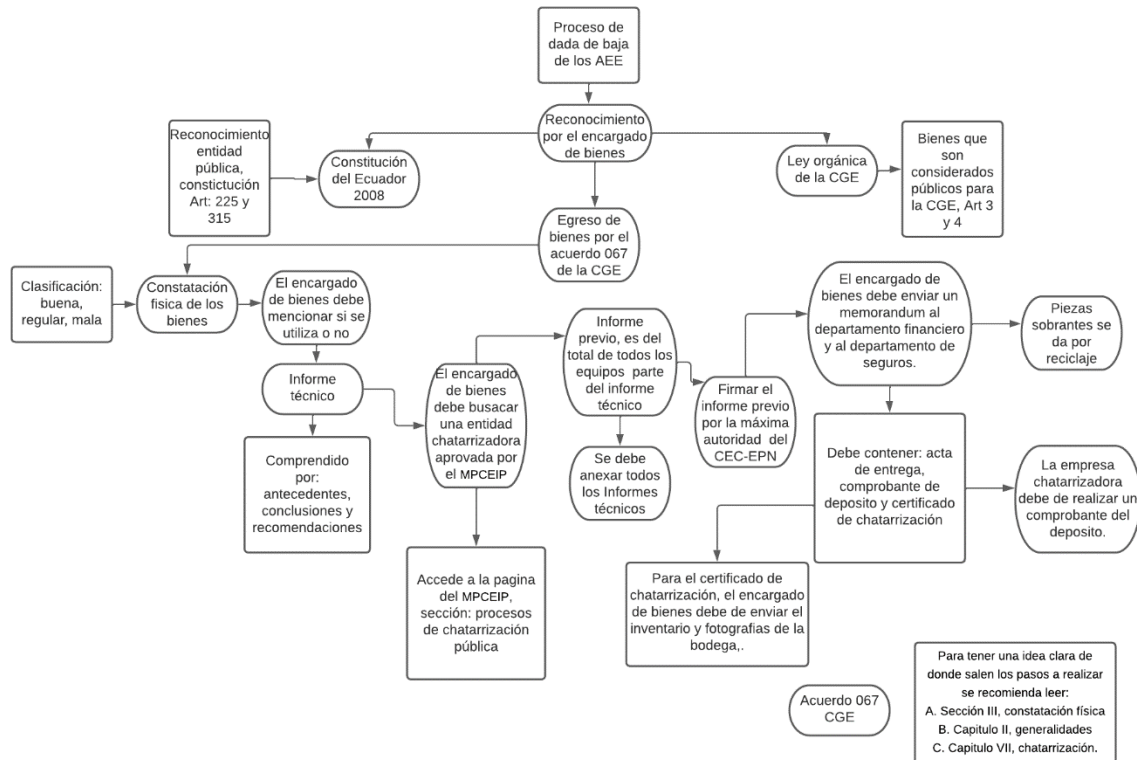 Proceso de
dada de baja
de los AEE
Reconocimiento
por el encargado
de bienes
Reconocimiento
entidad
pública,
constictución
Art: 225 y
315
Constitución
del Ecuador
2008
Ley orgánica
de la CGE
Bienes que
son
considerados
públicos para
la CGE, Art 3
y 4
Egreso de
bienes por el
acuerdo 067
de la CGE
Clasificación:
buena,
regular, mala
Constatación
fisica de los
bienes
El encargado
de bienes debe
mencionar si se
utiliza o no
Informe
técnico
Comprendido
por:
antecedentes,
conclusiones y
recomendaciones
El encargado
de bienes
debe busacar
una entidad
chatarrizadora
aprovada por
el MPCEIP
Accede a la pagina
del MPCEIP,
sección: procesos
de chatarrización
pública
Informe
previo, es del
total de todos los
equipos parte
del informe
técnico
Se debe
anexar todos
los Informes
técnicos
Firmar el
informe previo
por la máxima
autoridad del
CEC-EPN
El encargado de
bienes debe enviar un
memorandum al
departamento financiero
y al departamento de
seguros.
Piezas
sobrantes se
da por
reciclaje
Debe contener: acta
de entrega,
comprobante de
deposito y certificado
de chatarrización
La empresa
chatarrizadora
debe de realizar un
comprobante del
deposito.
Para el certificado de
chatarrización, el encargado
de bienes debe de enviar el
inventario y fotografias de la
bodega,.
Acuerdo 067
CGE
Para tener una idea clara de
donde salen los pasos a realizar
se recomienda leer:
A. Sección III, constatación física
B. Capitulo II, generalidades
C. Capitulo VII, chatarrización.